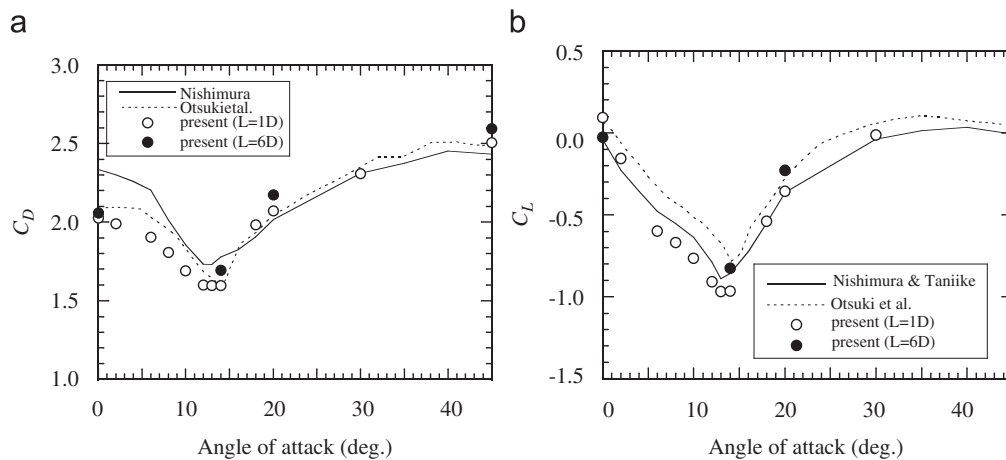 a
3.0
2.5
2.0
1.5
1.0
C_D
Nishimura
Otsukietal.
present (L=1D)
present (L=6D)
0
10
20
30
40
Angle of attack (deg.)
b
0.5
0.0
-0.5
-1.0
-1.5
C_L
Nishimura & Taniike
Otsuki et al.
present (L=1D)
present (L=6D)
0
10
20
30
40
Angle of attack (deg.)